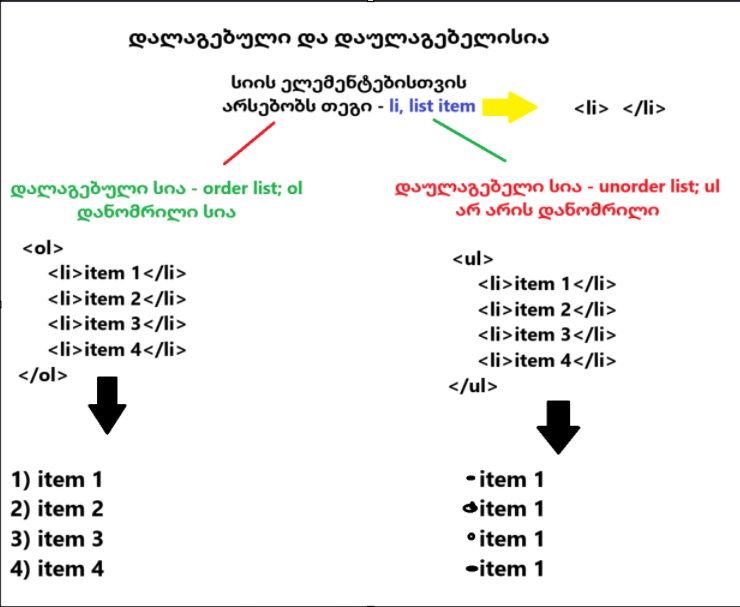 დალაგებული და დაულაგებელისია
სიის ელემენტებისთვის
არსებობს თეგი - li, list item
<li> </li>
დალაგებული სია - order list; ol
დანომრილი სია
<ol>
<li>item 1</li>
<li>item 2</li>
<li>item 3</li>
<li>item 4</li>
</ol>
1) item 1
2) item 2
3) item 3
4) item 4
დაულაგებელი სია - unorder list; ul
არ არის დანომრილი
<ul>
<li>item 1</li>
<li>item 2</li>
<li>item 3</li>
<li>item 4</li>
</ul>
item 1
item 1
item 1
item 1